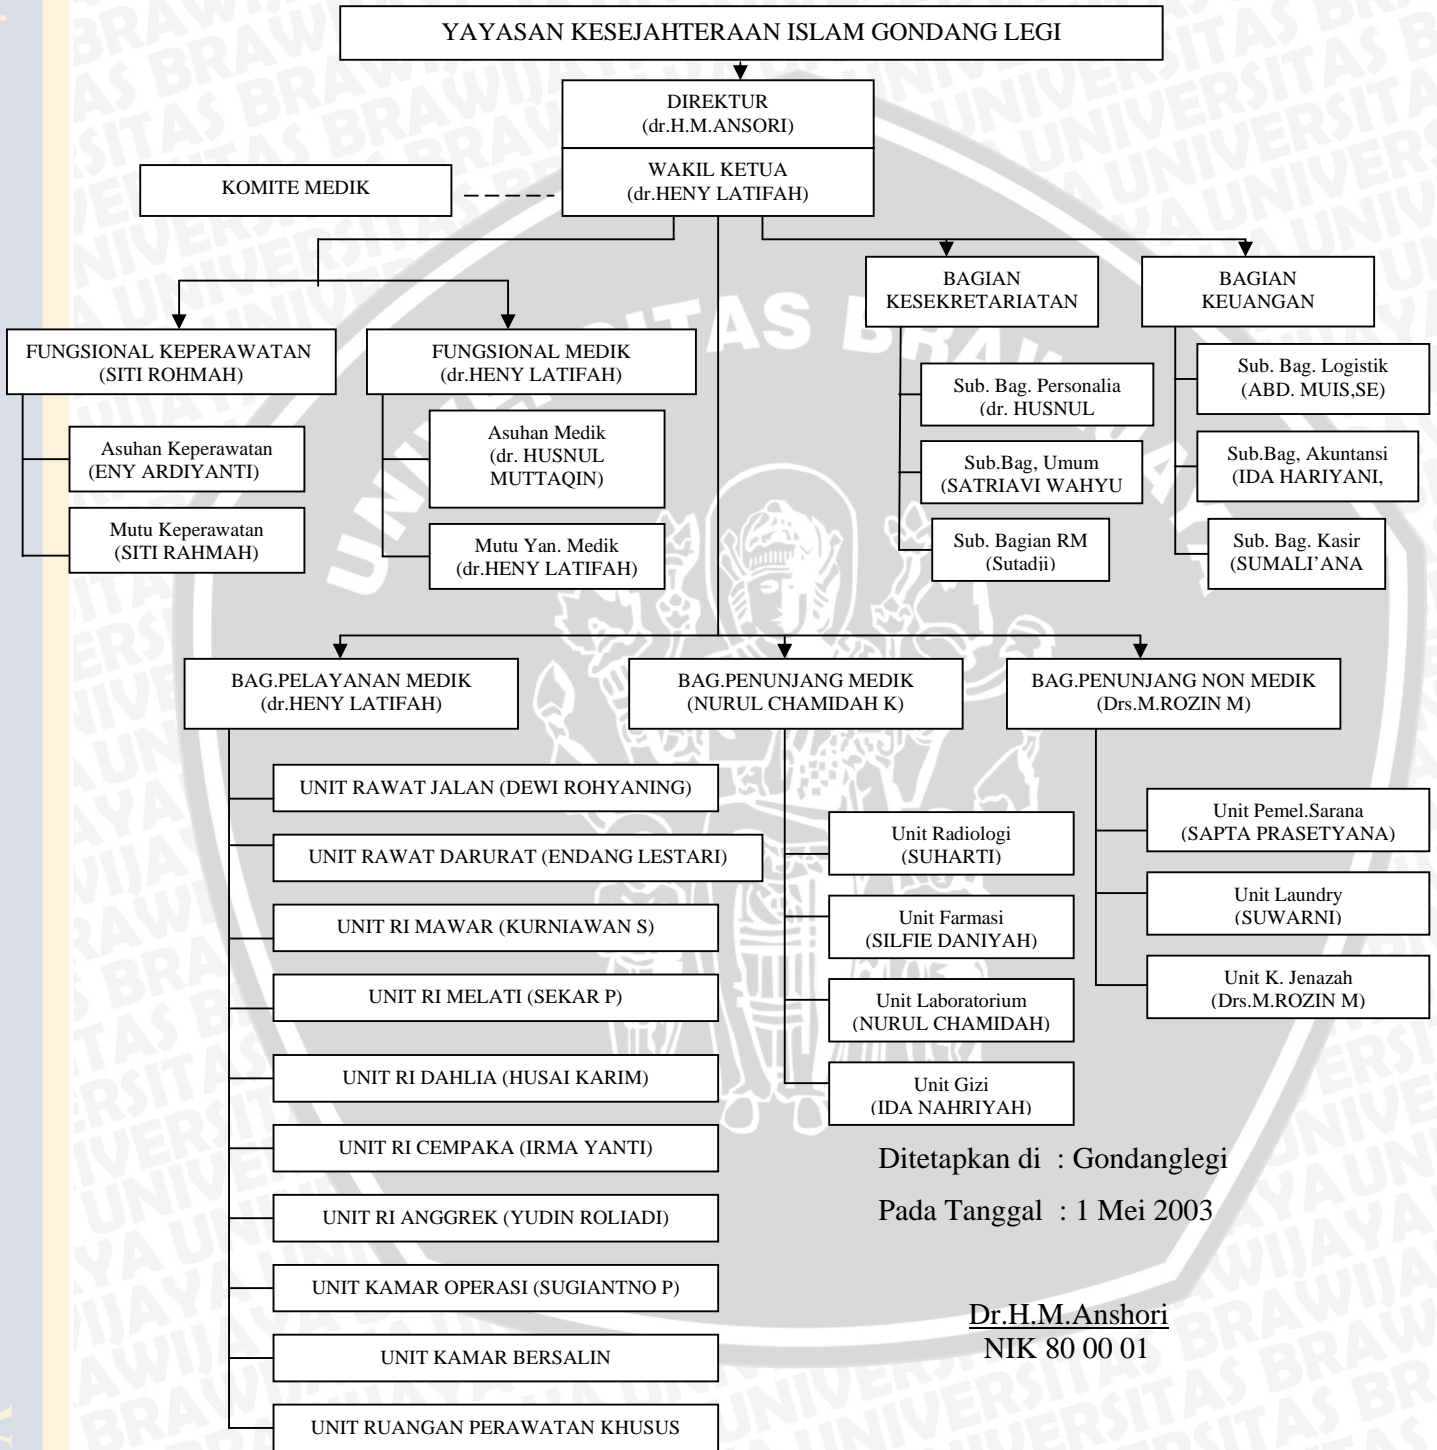 YAYASAN KESEJAHTERAAN ISLAM GONDANG LEGI
DIREKTUR
(dr.H.M.ANSORI)
WAKIL KETUA
(dr.HENY LATIFAH)
KOMITE MEDIK
BAGIAN
KESEKRETARIATAN
BAGIAN
KEUANGAN
FUNGSIONAL KEPERAWATAN
(SITI ROHMAH)
FUNGSIONAL MEDIK
(dr.HENY LATIFAH)
Asuhan Keperawatan
(ENY ARDIYANTI)
Mutu Keperawatan
(SITI RAHMAH)
Asuhan Medik
(dr. HUSNUL
MUTTAQIN)
Mutu Yan. Medik
(dr.HENY LATIFAH)
Sub. Bag. Personalia
(dr. HUSNUL
Sub.Bag, Umum
(SATRIAVI WAHYU
Sub. Bagian RM
(Sutadji)
Sub. Bag. Logistik
(ABD. MUIS,SE)
Sub.Bag, Akuntansi
(IDA HARIYANI,
Sub. Bag. Kasir
(SUMALI’ANA
BAG.PELAYANAN MEDIK
(dr.HENY LATIFAH)
BAG.PENUNJANG MEDIK
(NURUL CHAMIDAH K)
BAG.PENUNJANG NON MEDIK
(Drs.M.ROZIN M)
UNIT RAWAT JALAN (DEWI ROHYANING)
UNIT RAWAT DARURAT (ENDANG LESTARI)
UNIT RI MAWAR (KURNIAWAN S)
UNIT RI MELATI (SEKAR P)
UNIT RI DAHLIA (HUSAI KARIM)
UNIT RI CEMPAKA (IRMA YANTI)
UNIT RI ANGGREK (YUDIN ROLIADI)
UNIT KAMAR OPERASI (SUGIANTNO P)
UNIT KAMAR BERSALIN
UNIT RUANGAN PERAWATAN KHUSUS
Unit Radiologi
(SUHARTI)
Unit Farmasi
(SILFIE DANIYAH)
Unit Laboratorium
(NURUL CHAMIDAH)
Unit Gizi
(IDA NAHRIYAH)
Unit Pemel.Sarana
(SAPTA PRASETYANA)
Unit Laundry
(SUWARNI)
Unit K. Jenazah
(Drs.M.ROZIN M)
Ditetapkan di : Gondanglegi
Pada Tanggal : 1 Mei 2003
Dr.H.M.Anshori
NIK 80 00 01
UNIVERSITAS BRAWIJAYA